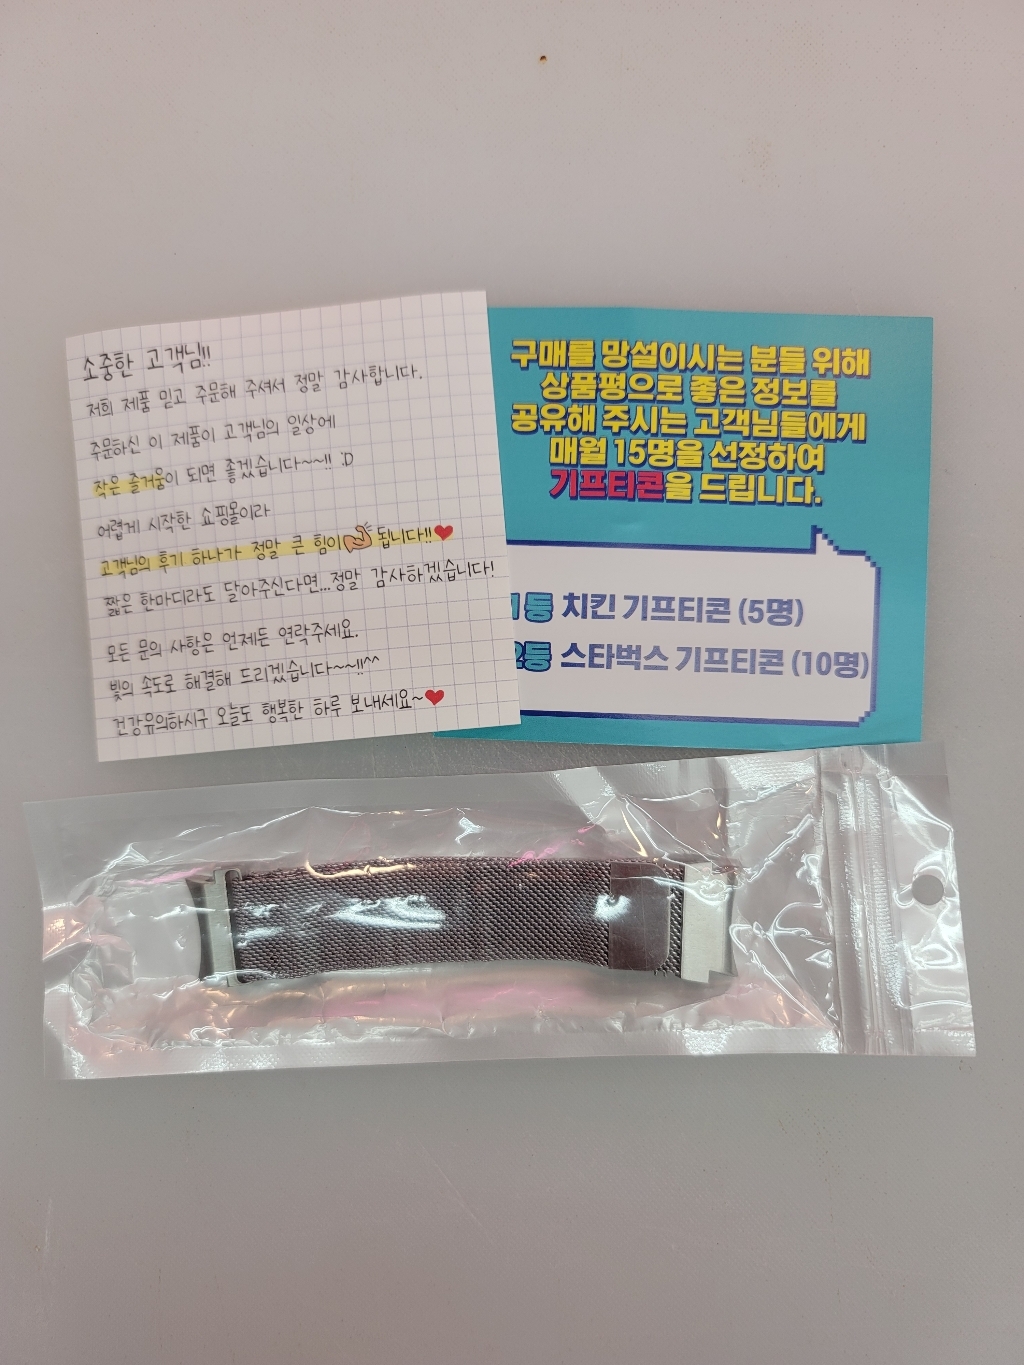 소중한 고객님!!
저희 제품 믿고 주문해 주셔서 정말 감사합니다.
주문하신 이 제품이 고객님의 일상에
작은 즐거움이 되면 좋겠습니다~~!! :D
어렵게 시작한 쇼핑몰이라
고객님의 후기 하나가 정말 큰 힘이 됩니다!!
짧은 한마디라도 달아주신다면...정말 감사하겠습니다!
모든 문의 사항은 언제든 연락주세요.
빛의 속도로 해결해 드리겠습니다~~!!^^
건강유의하시구 오늘도 행복한 하루 보내세요~
구매를 망설이시는 분들 위해
상품평으로 좋은 정보를
공유해 주시는 고객님들에게
매월 15명을 선정하여
기프티콘을 드립니다.
1등 치킨 기프티콘 (5명)
2등 스타벅스 기프티콘 (10명)